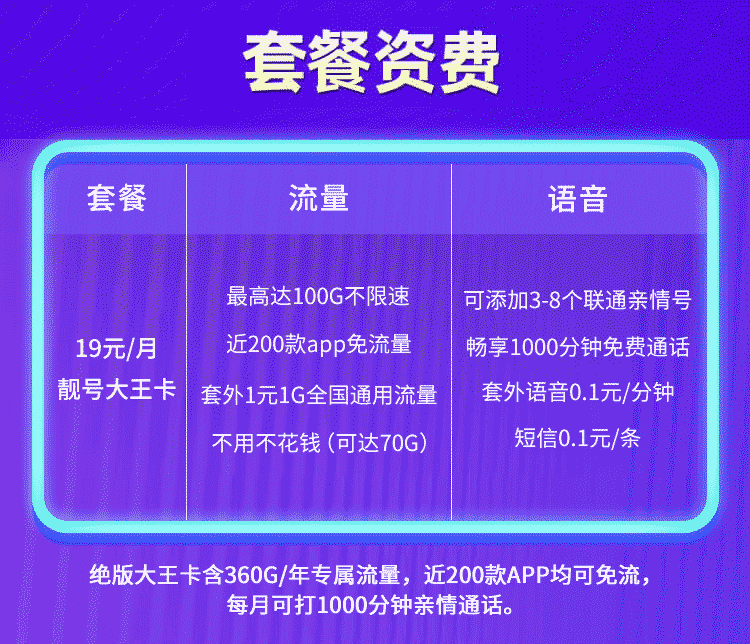 套餐资费
套餐
流量
语音
19元/月
靓号大王卡
最高达100G不限速
近200款app免流量
套外1元1G全国通用流量
不用不花钱(可达70G)
可添加3-8个联通亲情号
畅享1000分钟免费通话
套外语音0.1元/分钟
短信0.1元/条
绝版大王卡含360G/年专属流量，近200款APP均可免流，
每月可打1000分钟亲情通话。